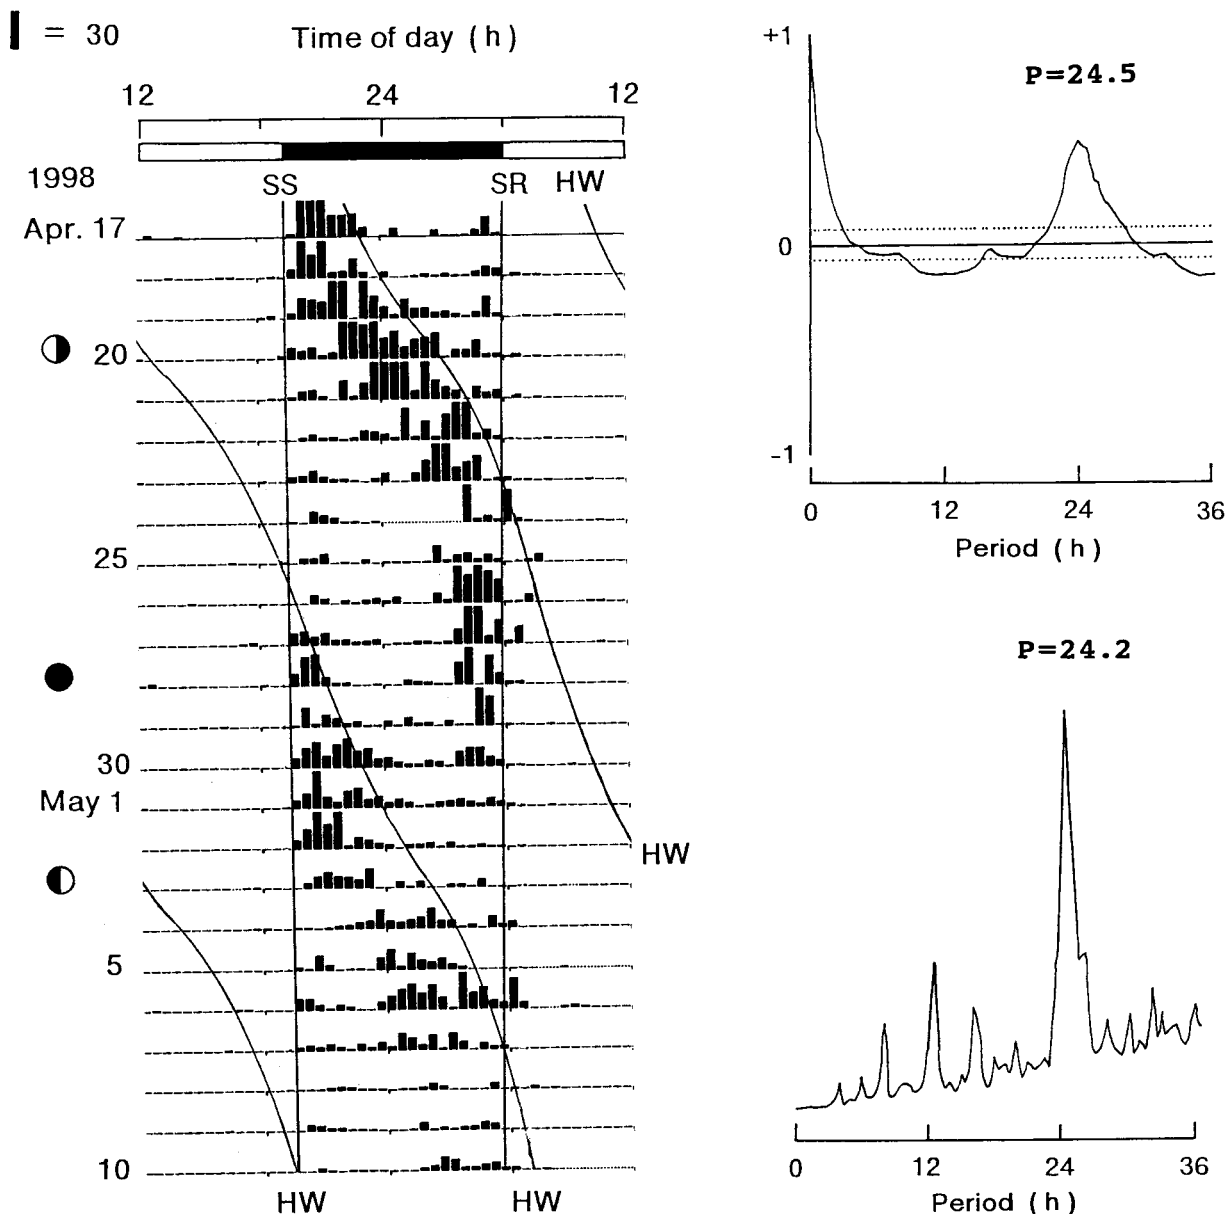 = 30
Time of day (h)
12 24 12
1998
SS SR HW
Apr. 17
20
25
30
May 1
HW
5
10
HW HW
+1
P=24.5
0
-1
0 12 24 36
Period (h)
P=24.2
0 12 24 36
Period (h)